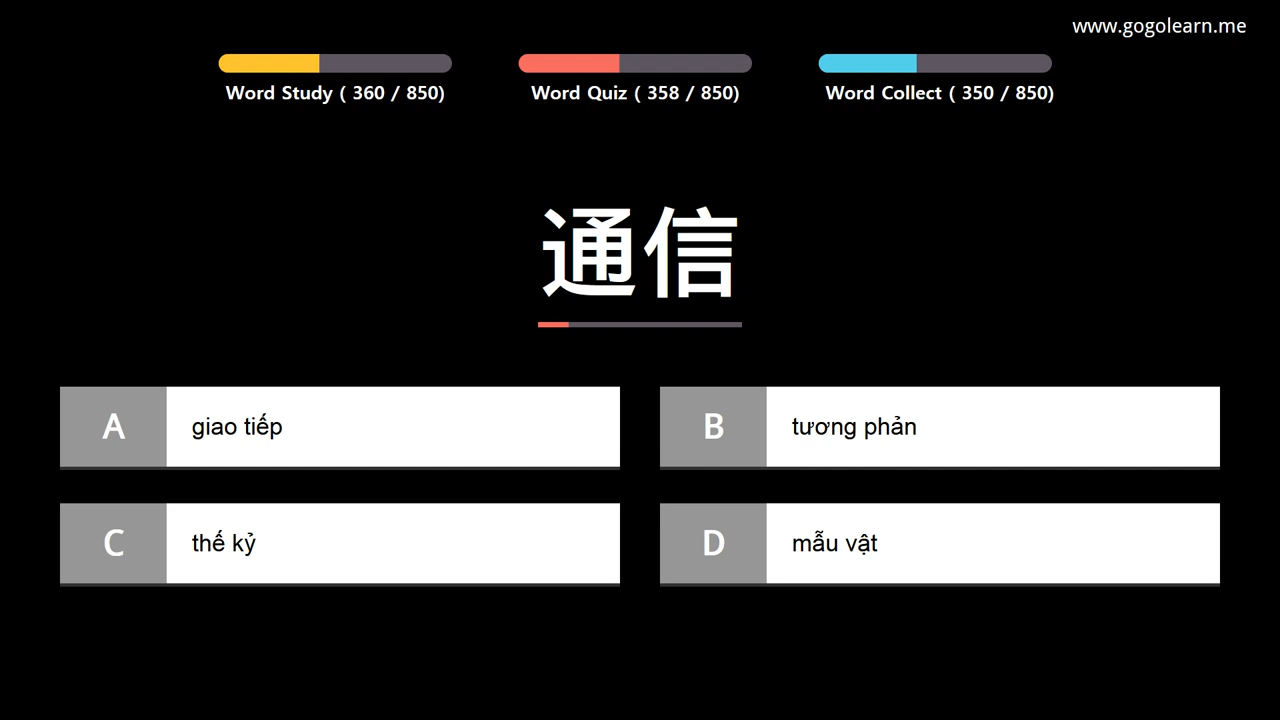 www.gogolearn.me
Word Study ( 360 / 850)
Word Quiz ( 358 / 850)
Word Collect ( 350 / 850)
通信
A giao tiếp
B tương phản
C thế kỷ
D mẫu vật